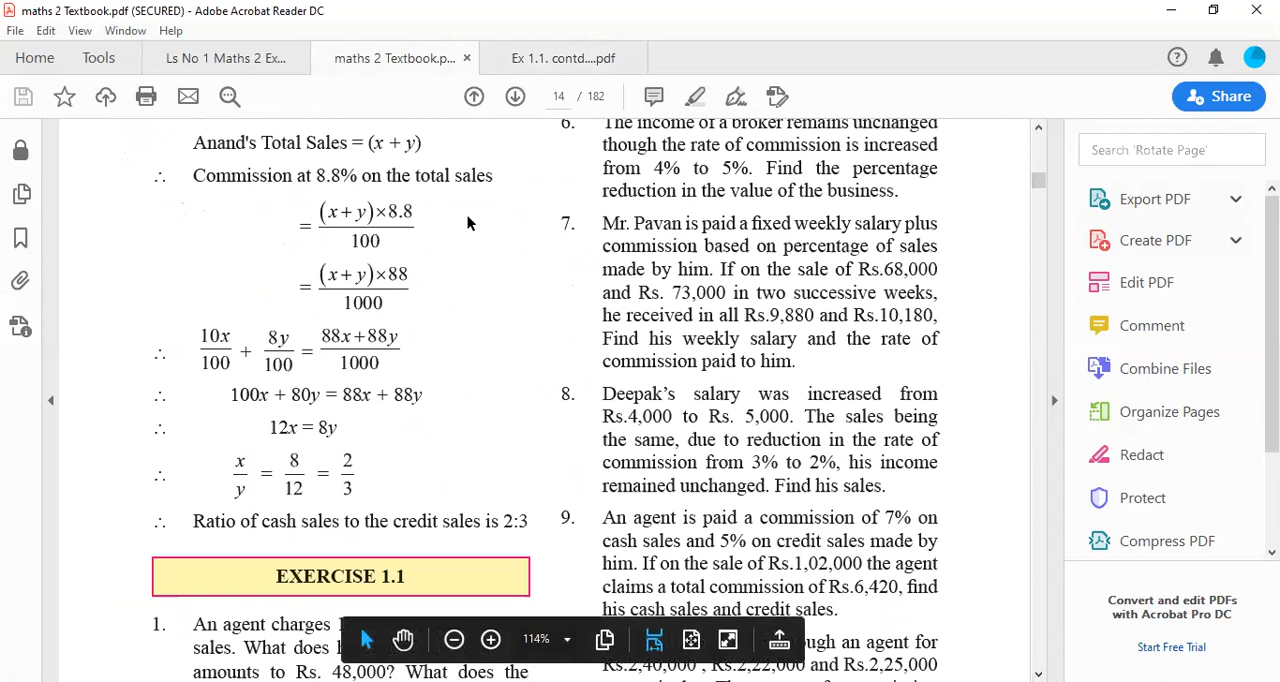 maths 2 Textbook.pdf (SECURED) - Adobe Acrobat Reader DC
File Edit View Window Help
Home Tools Ls No 1 Maths 2 Ex... maths 2 Textbook.p... × Ex 1.1. contd....pdf
14 / 182 Share
Anand's Total Sales = (x + y)
∴ Commission at 8.8% on the total sales
= (x+y)×8.8 / 100
= (x+y)×88 / 1000
∴ 10x/100 + 8y/100 = 88x+88y / 1000
∴ 100x + 80y = 88x + 88y
∴ 12x = 8y
∴ x/y = 8/12 = 2/3
∴ Ratio of cash sales to the credit sales is 2:3
EXERCISE 1.1
1. An agent charges
sales. What does
amounts to Rs. 48,000? What does the
6. The income of a broker remains unchanged
though the rate of commission is increased
from 4% to 5%. Find the percentage
reduction in the value of the business.
7. Mr. Pavan is paid a fixed weekly salary plus
commission based on percentage of sales
made by him. If on the sale of Rs.68,000
and Rs. 73,000 in two successive weeks,
he received in all Rs.9,880 and Rs.10,180,
Find his weekly salary and the rate of
commission paid to him.
8. Deepak’s salary was increased from
Rs.4,000 to Rs. 5,000. The sales being
the same, due to reduction in the rate of
commission from 3% to 2%, his income
remained unchanged. Find his sales.
9. An agent is paid a commission of 7% on
cash sales and 5% on credit sales made by
him. If on the sale of Rs.1,02,000 the agent
claims a total commission of Rs.6,420, find
his cash sales and credit sales.
an agent for
Rs.2,40,000 , Rs.2,22,000 and Rs.2,25,000
114%
Search 'Rotate Page'
Export PDF
Create PDF
Edit PDF
Comment
Combine Files
Organize Pages
Redact
Protect
Compress PDF
Convert and edit PDFs
with Acrobat Pro DC
Start Free Trial